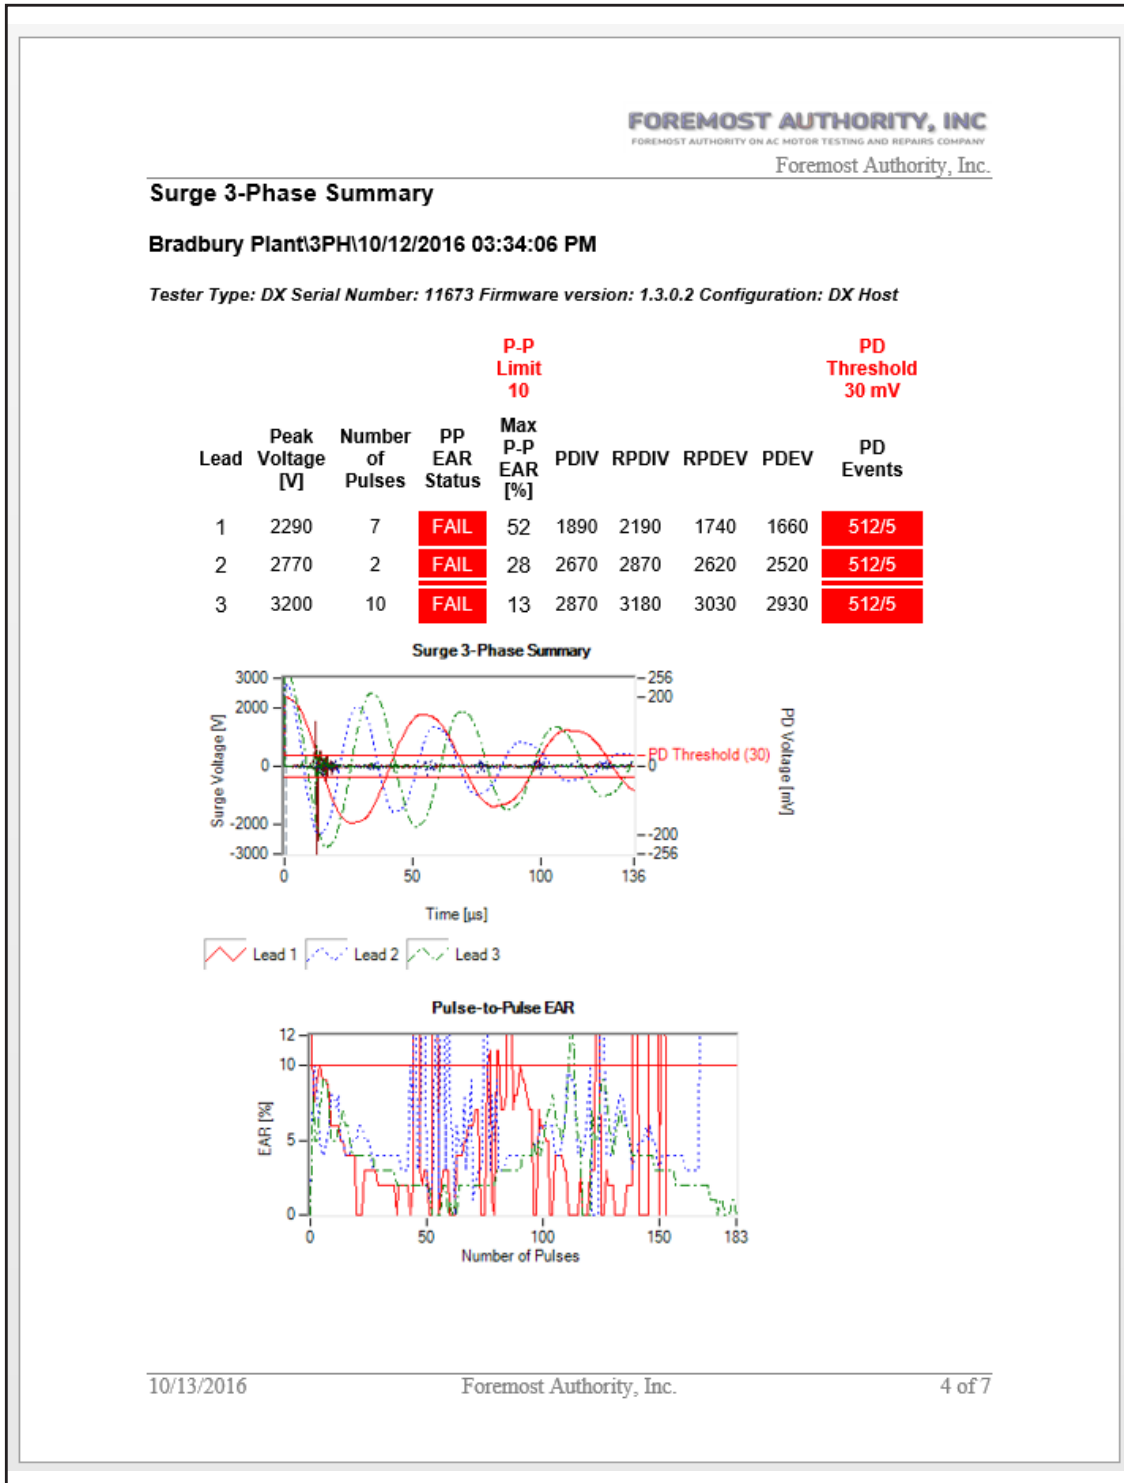 FOREMOST AUTHORITY, INC
FOREMOST AUTHORITY ON AC MOTOR TESTING AND REPAIRS COMPANY
Foremost Authority, Inc.
Surge 3-Phase Summary
Bradbury Plant\3PH\10/12/2016 03:34:06 PM
Tester Type: DX Serial Number: 11673 Firmware version: 1.3.0.2 Configuration: DX Host
P-P Limit 10 PD Threshold 30 mV
Lead Peak Voltage [V] Number of Pulses PP EAR Status Max P-P EAR [%] PDIV RPDIV RPDEV PDEV PD Events
1 2290 7 FAIL 52 1890 2190 1740 1660 512/5
2 2770 2 FAIL 28 2670 2870 2620 2520 512/5
3 3200 10 FAIL 13 2870 3180 3030 2930 512/5
Surge 3-Phase Summary
Surge Voltage [V]
3000
2000
0
-2000
-3000
256
200
PD Threshold (30)
0
-200
-256
PD Voltage [mV]
0 50 100 136
Time [µs]
Lead 1 Lead 2 Lead 3
Pulse-to-Pulse EAR
EAR [%]
12
10
5
0
0 50 100 150 183
Number of Pulses
10/13/2016 Foremost Authority, Inc. 4 of 7